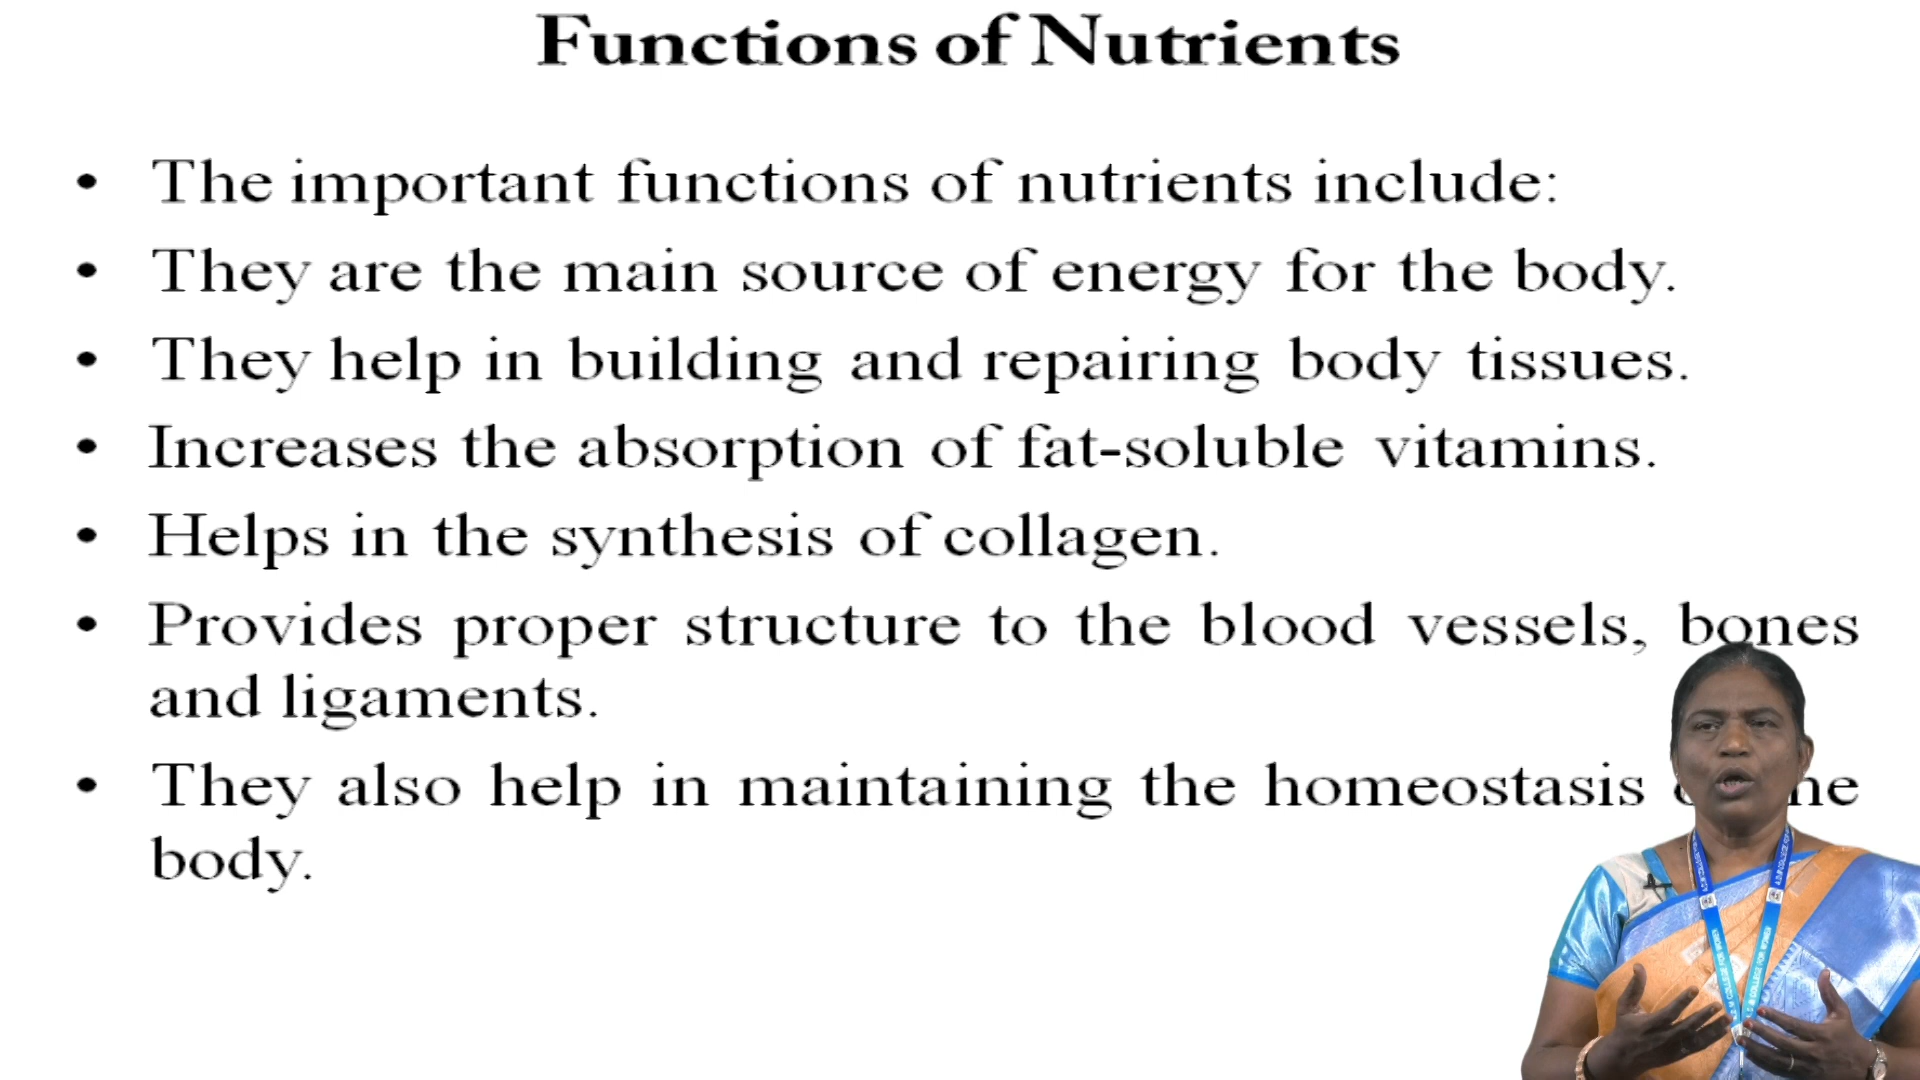 Functions of Nutrients
• The important functions of nutrients include:
• They are the main source of energy for the body.
• They help in building and repairing body tissues.
• Increases the absorption of fat-soluble vitamins.
• Helps in the synthesis of collagen.
• Provides proper structure to the blood vessels, bones
and ligaments.
• They also help in maintaining the homeostasis
body.
COLLEGE FOR WOMEN